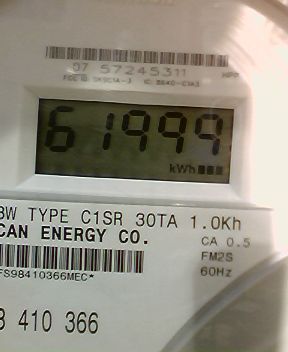 07 57245311
61999
kWh
TYPE C1SR 30TA 1.0Kh
CAN ENERGY CO.
CA 0.5
FM2S
60Hz
FS98410366MEC*
410 366